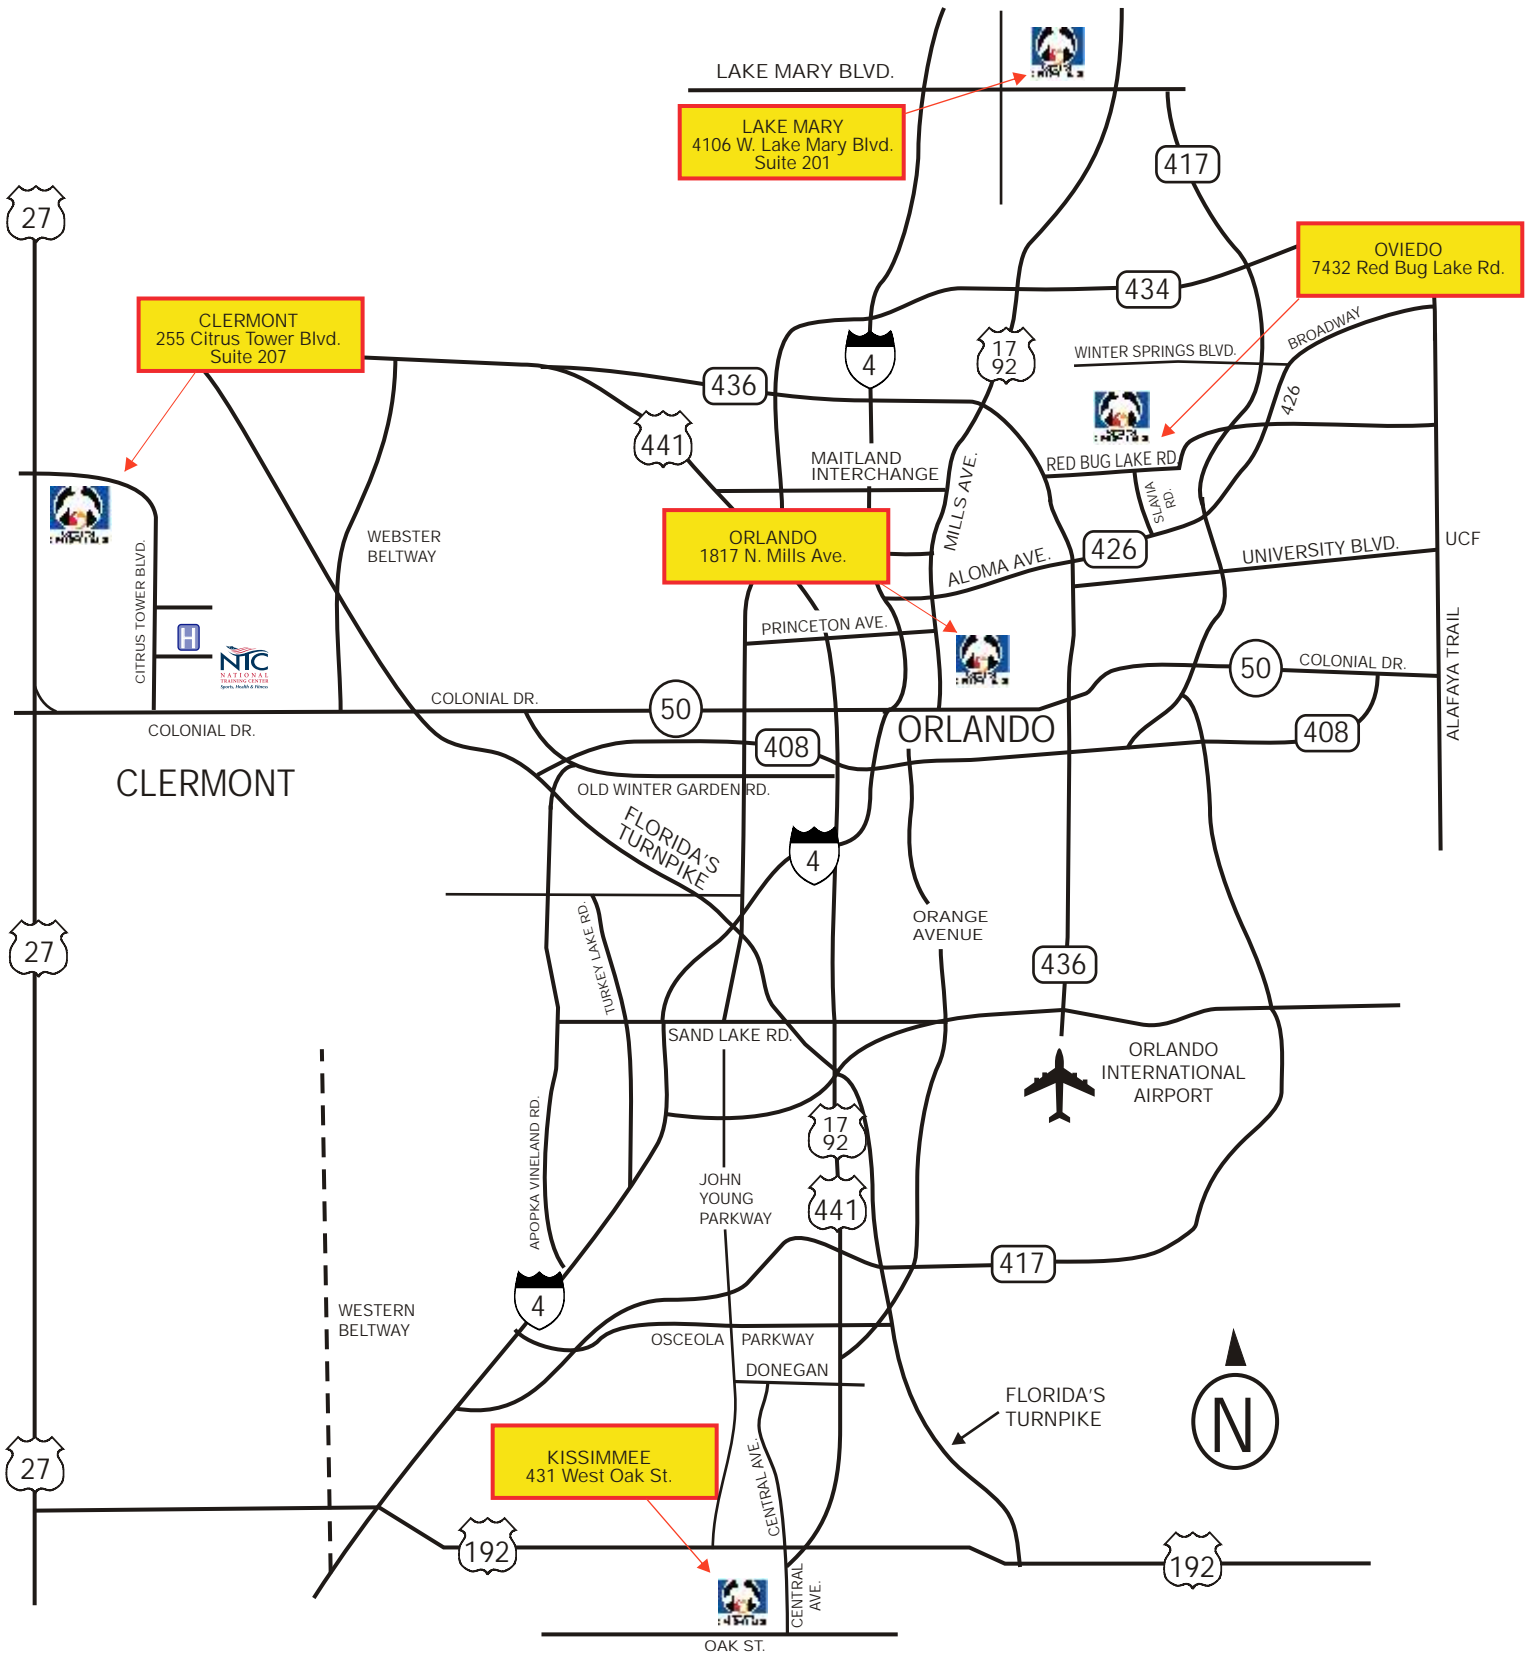 LAKE MARY BLVD.
LAKE MARY
4106 W. Lake Mary Blvd.
Suite 201
417
27
OVIEDO
7432 Red Bug Lake Rd.
434
CLERMONT
255 Citrus Tower Blvd.
Suite 207
4
17
92
WINTER SPRINGS BLVD.
BROADWAY
436
441
426
MAITLAND
INTERCHANGE
MILLS AVE.
RED BUG LAKE RD.
SLAVIA
RD.
WEBSTER
BELTWAY
ORLANDO
1817 N. Mills Ave.
ALOMA AVE.
426
UNIVERSITY BLVD.
UCF
CITRUS TOWER BLVD.
H
NTC
NATIONAL
TRAINING CENTER
Sports, Health & Fitness
PRINCETON AVE.
ALAFAYA TRAIL
50
COLONIAL DR.
COLONIAL DR.
50
COLONIAL DR.
ORLANDO
408
408
CLERMONT
OLD WINTER GARDEN RD.
FLORIDA'S
TURNPIKE
4
27
TURKEY LAKE RD.
ORANGE
AVENUE
436
SAND LAKE RD.
ORLANDO
INTERNATIONAL
AIRPORT
APOPKA VINELAND RD.
17
92
JOHN
YOUNG
PARKWAY
441
417
4
WESTERN
BELTWAY
OSCEOLA PARKWAY
DONEGAN
FLORIDA'S
TURNPIKE
N
27
KISSIMMEE
431 West Oak St.
CENTRAL AVE.
192
192
CENTRAL
AVE.
OAK ST.